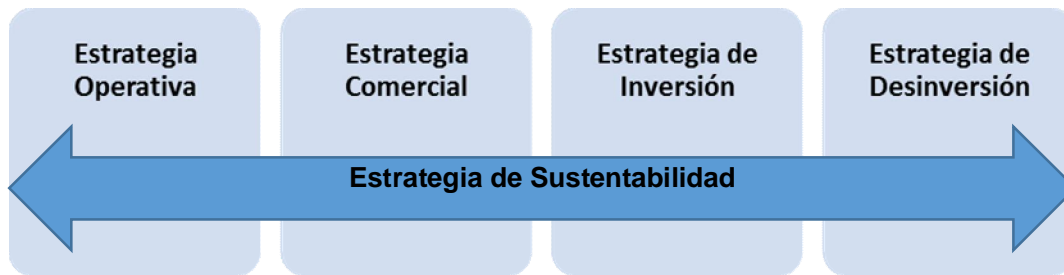 Estrategia
Operativa
Estrategia
Comercial
Estrategia de
Inversión
Estrategia de
Desinversión
Estrategia de Sustentabilidad